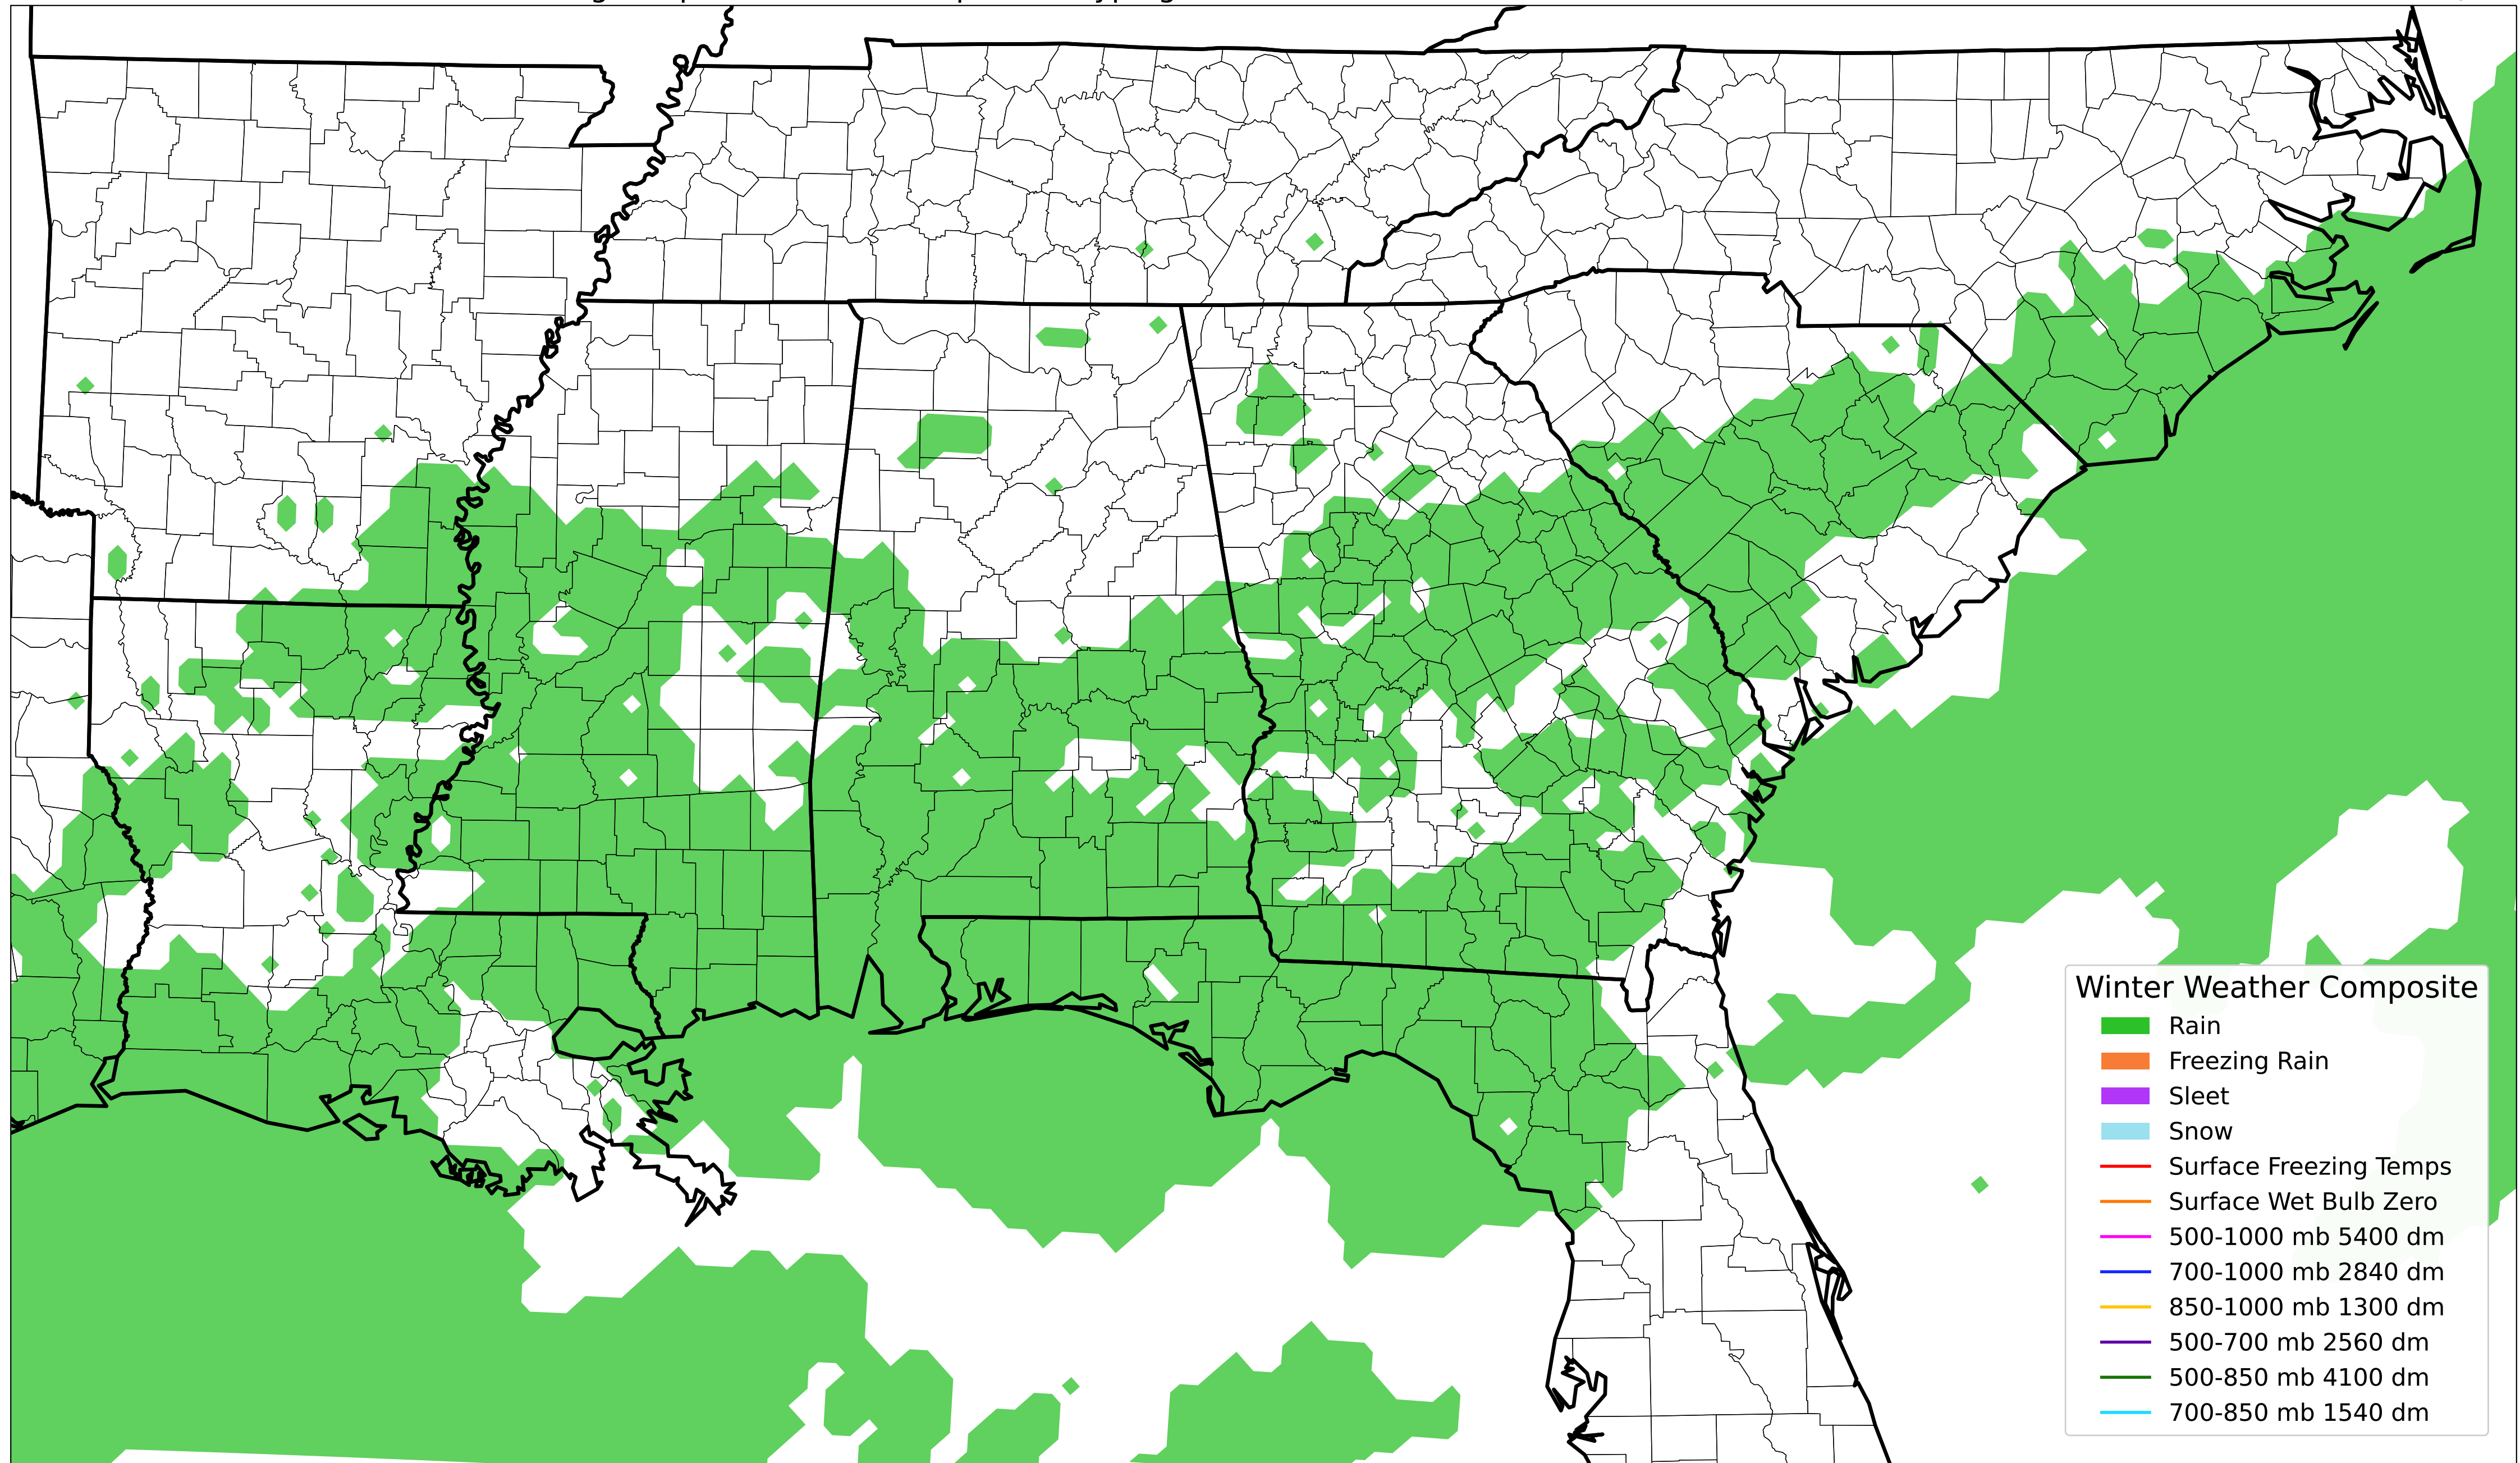 Winter Weather Composite
Rain
Freezing Rain
Sleet
Snow
Surface Freezing Temps
Surface Wet Bulb Zero
500-1000 mb 5400 dm
700-1000 mb 2840 dm
850-1000 mb 1300 dm
500-700 mb 2560 dm
500-850 mb 4100 dm
700-850 mb 1540 dm